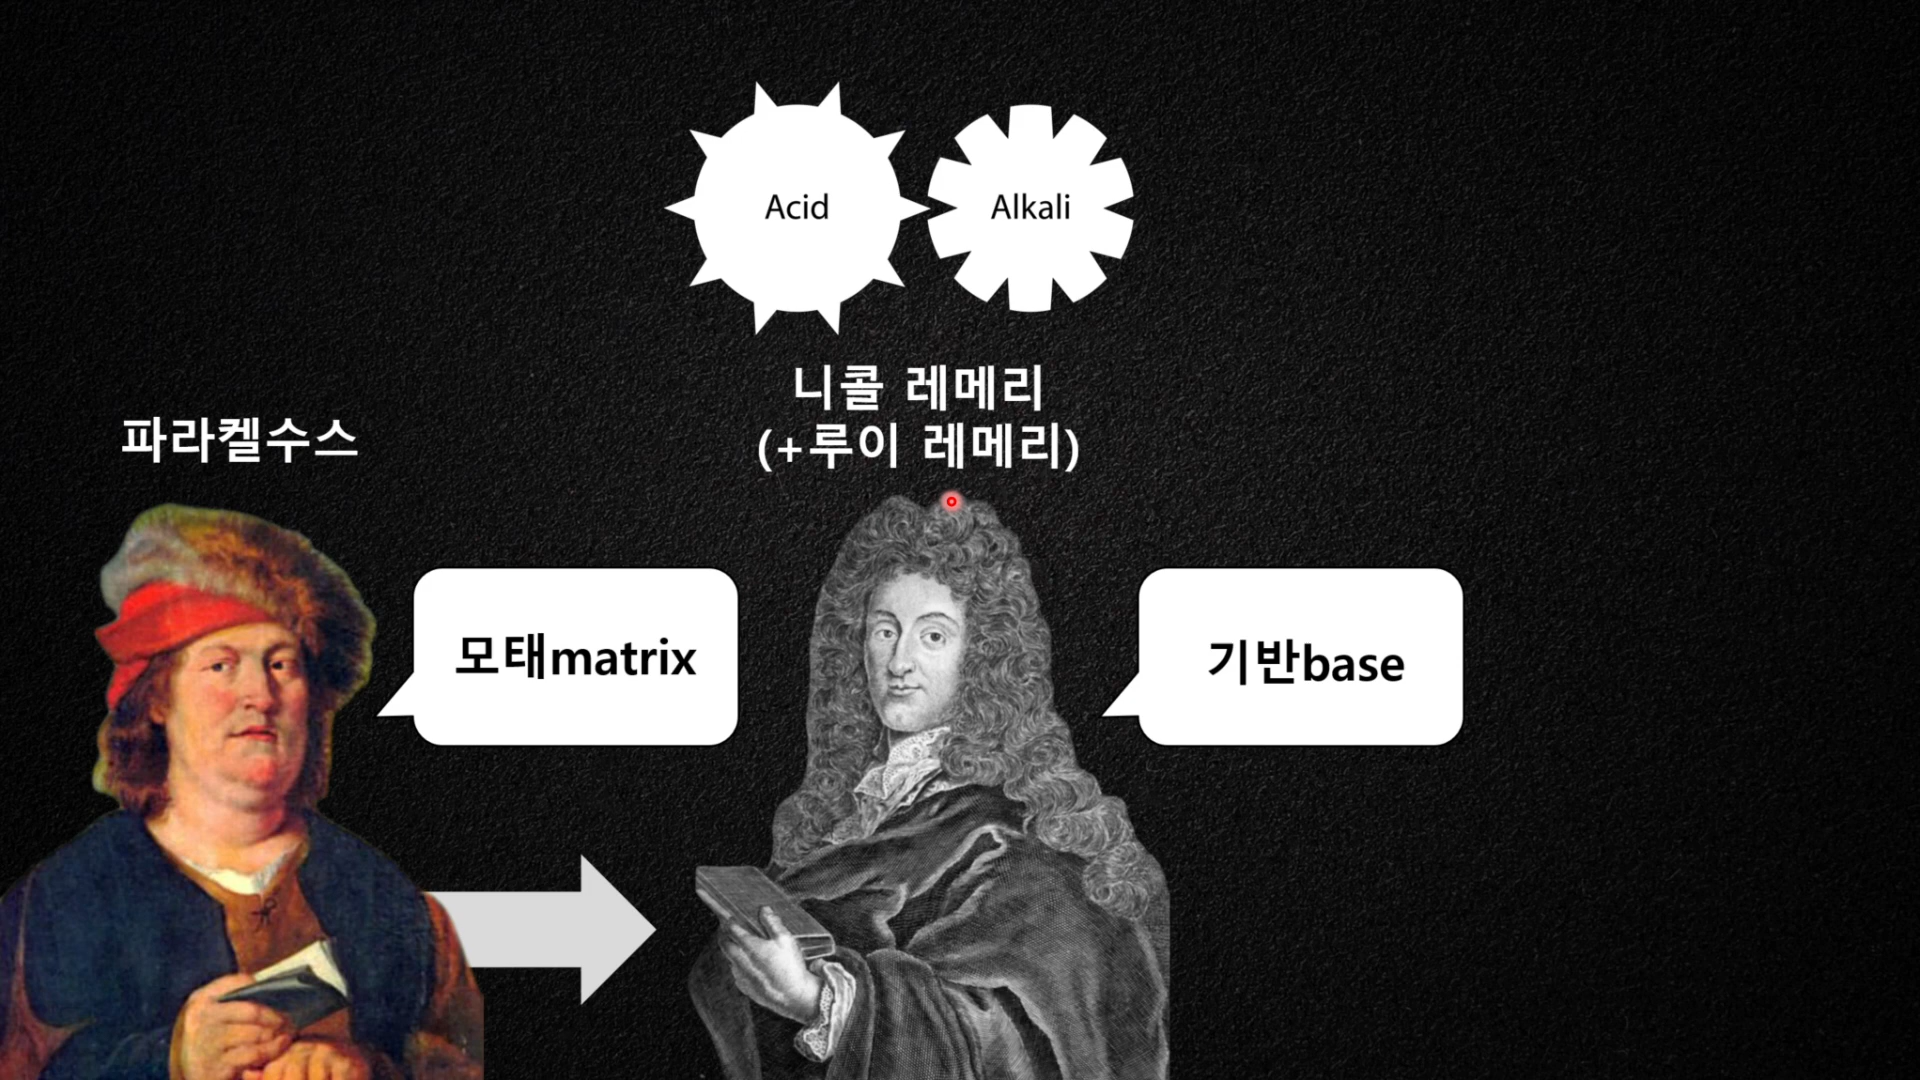 Acid
Alkali
니콜 레메리
(+루이 레메리)
파라켈수스
모태matrix
기반base